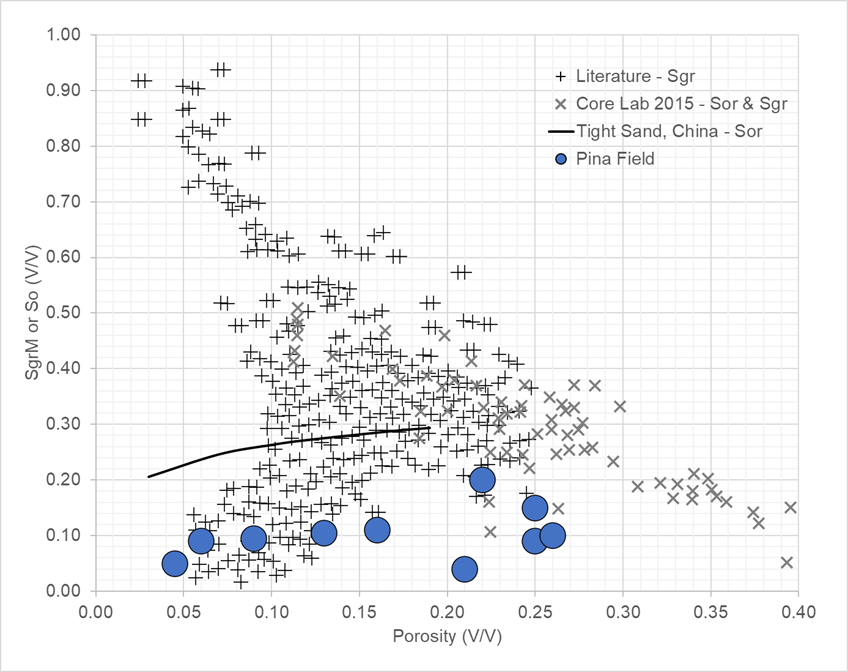 1.00
0.90
0.80
0.70
0.60
0.50
0.40
0.30
0.20
0.10
0.00
SgrM or So (V/V)
Literature - Sgr
Core Lab 2015 - Sor & Sgr
Tight Sand, China - Sor
Pina Field
0.00 0.05 0.10 0.15 0.20 0.25 0.30 0.35 0.40
Porosity (V/V)